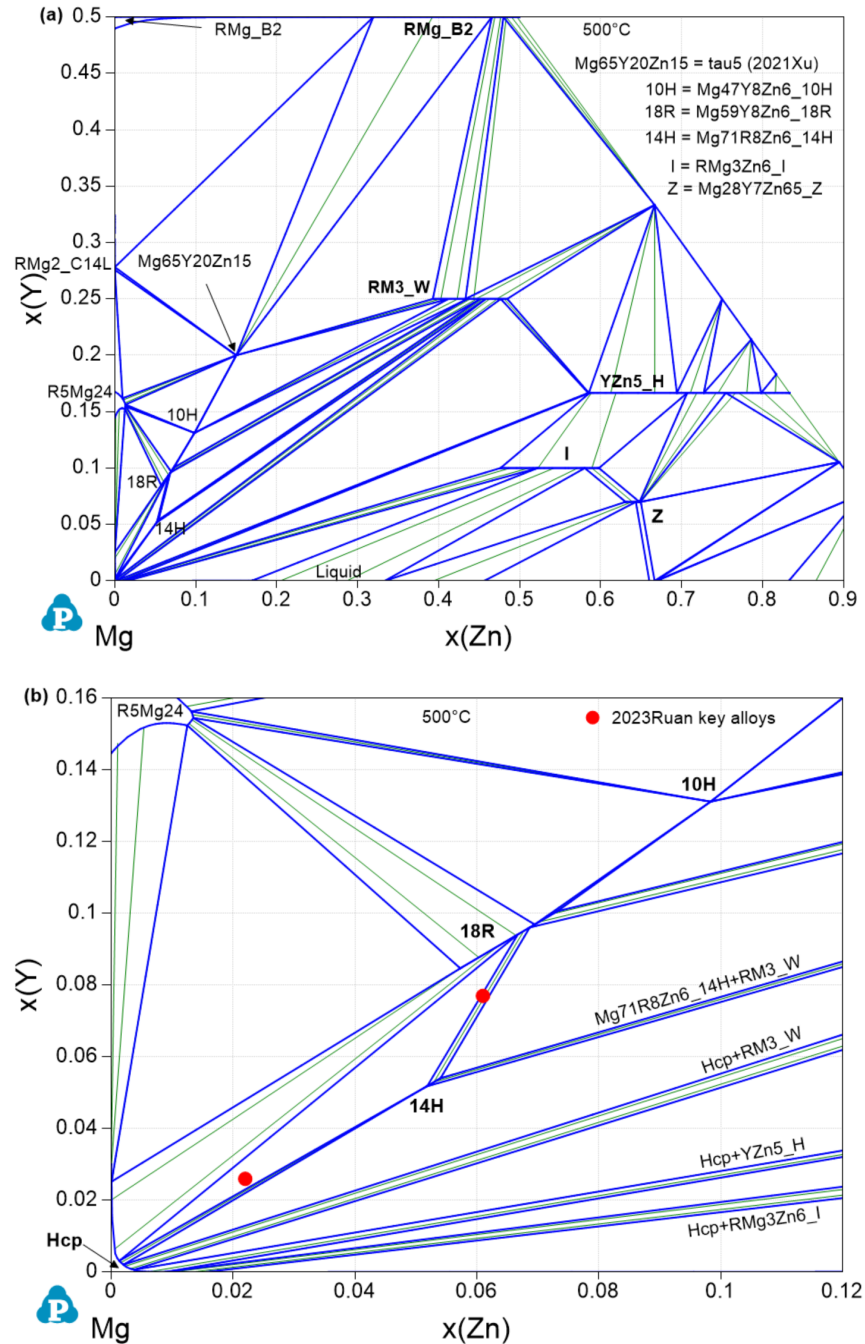 (a)
0.5
RMg_B2
RMg_B2
500°C
Mg65Y20Zn15 = tau5 (2021Xu)
0.45
10H = Mg47Y8Zn6_10H
18R = Mg59Y8Zn6_18R
0.4
14H = Mg71R8Zn6_14H
I = RMg3Zn6_I
0.35
Z = Mg28Y7Zn65_Z
0.3
RMg2_C14L
Mg65Y20Zn15
x(Y)
RM3_W
0.25
0.2
R5Mg24
YZn5_H
0.15
10H
I
0.1
18R
0.05
14H
Z
Liquid
0
0 0.1 0.2 0.3 0.4 0.5 0.6 0.7 0.8 0.9
P
Mg
x(Zn)
(b)
0.16
R5Mg24
500°C
2023Ruan key alloys
0.14
10H
0.12
0.1
18R
x(Y)
0.08
Mg71R8Zn6_14H+RM3_W
0.06
Hcp+RM3_W
14H
0.04
Hcp+YZn5_H
0.02
Hcp+RMg3Zn6_I
Hcp
0
0 0.02 0.04 0.06 0.08 0.1 0.12
P
Mg
x(Zn)